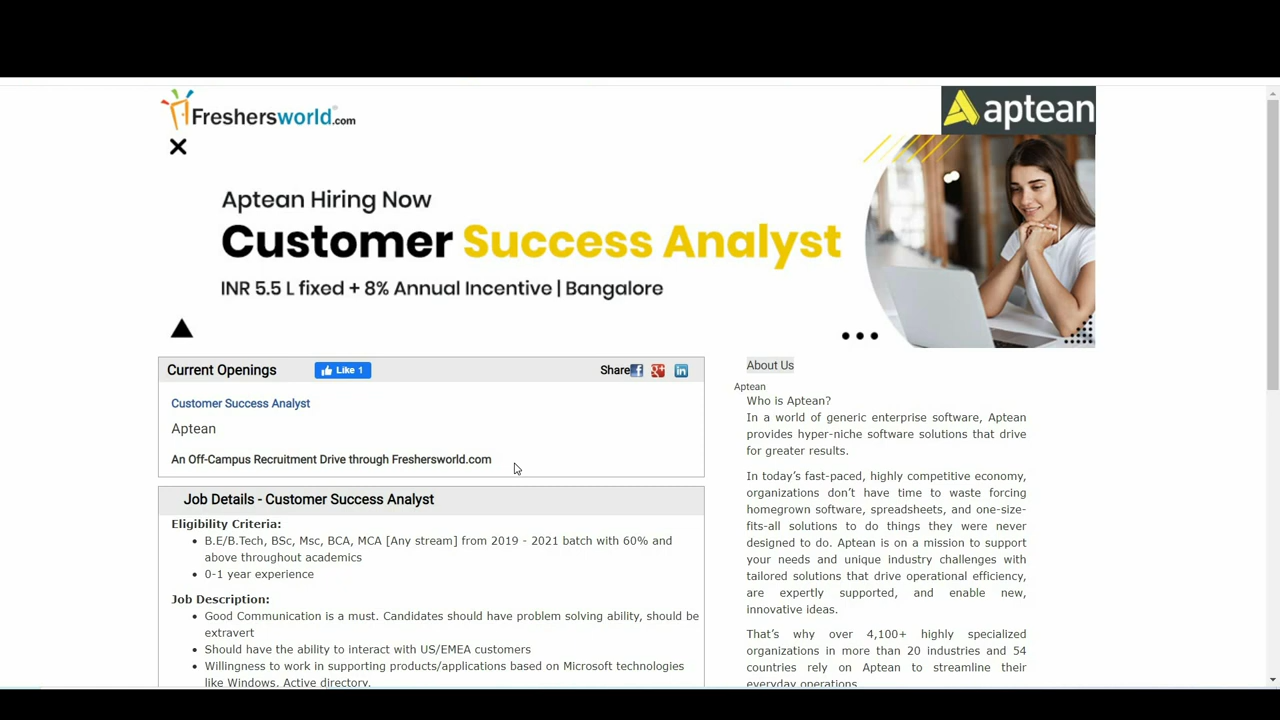 Freshersworld.com
aptean
Aptean Hiring Now
Customer Success Analyst
INR 5.5 L fixed + 8% Annual Incentive | Bangalore
Current Openings
Like 1
Share
Customer Success Analyst
Aptean
An Off-Campus Recruitment Drive through Freshersworld.com
Job Details - Customer Success Analyst
Eligibility Criteria:
B.E/B.Tech, BSc, Msc, BCA, MCA [Any stream] from 2019 - 2021 batch with 60% and
above throughout academics
0-1 year experience
Job Description:
Good Communication is a must. Candidates should have problem solving ability, should be
extravert
Should have the ability to interact with US/EMEA customers
Willingness to work in supporting products/applications based on Microsoft technologies
like Windows, Active directory.
About Us
Aptean
Who is Aptean?
In a world of generic enterprise software, Aptean
provides hyper-niche software solutions that drive
for greater results.
In today's fast-paced, highly competitive economy,
organizations don't have time to waste forcing
homegrown software, spreadsheets, and one-size-
fits-all solutions to do things they were never
designed to do. Aptean is on a mission to support
your needs and unique industry challenges with
tailored solutions that drive operational efficiency,
are expertly supported, and enable new,
innovative ideas.
That's why over 4,100+ highly specialized
organizations in more than 20 industries and 54
countries rely on Aptean to streamline their
everyday operations.